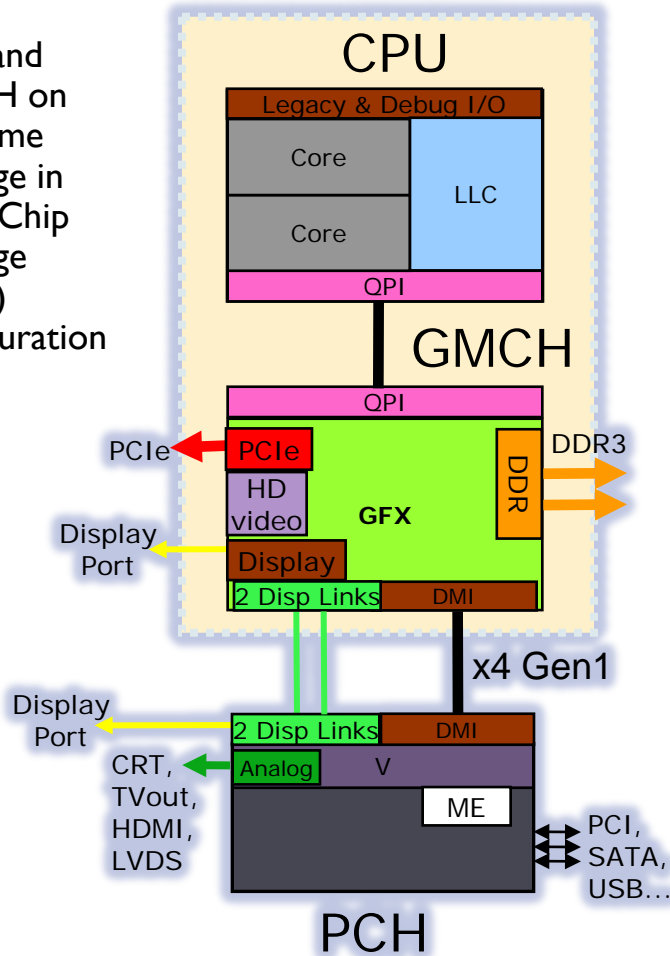 and
H on
me
ge in
Chip
ge
)
uration
CPU
Legacy & Debug I/O
Core
LLC
Core
QPI
GMCH
QPI
PCIe
PCIe
DDR3
DDR
HD
video
GFX
Display
Port
Display
2 Disp Links
DMI
x4 Gen1
Display
Port
2 Disp Links
DMI
CRT,
TVout,
HDMI,
LVDS
Analog
V
ME
PCI,
SATA,
USB...
PCH